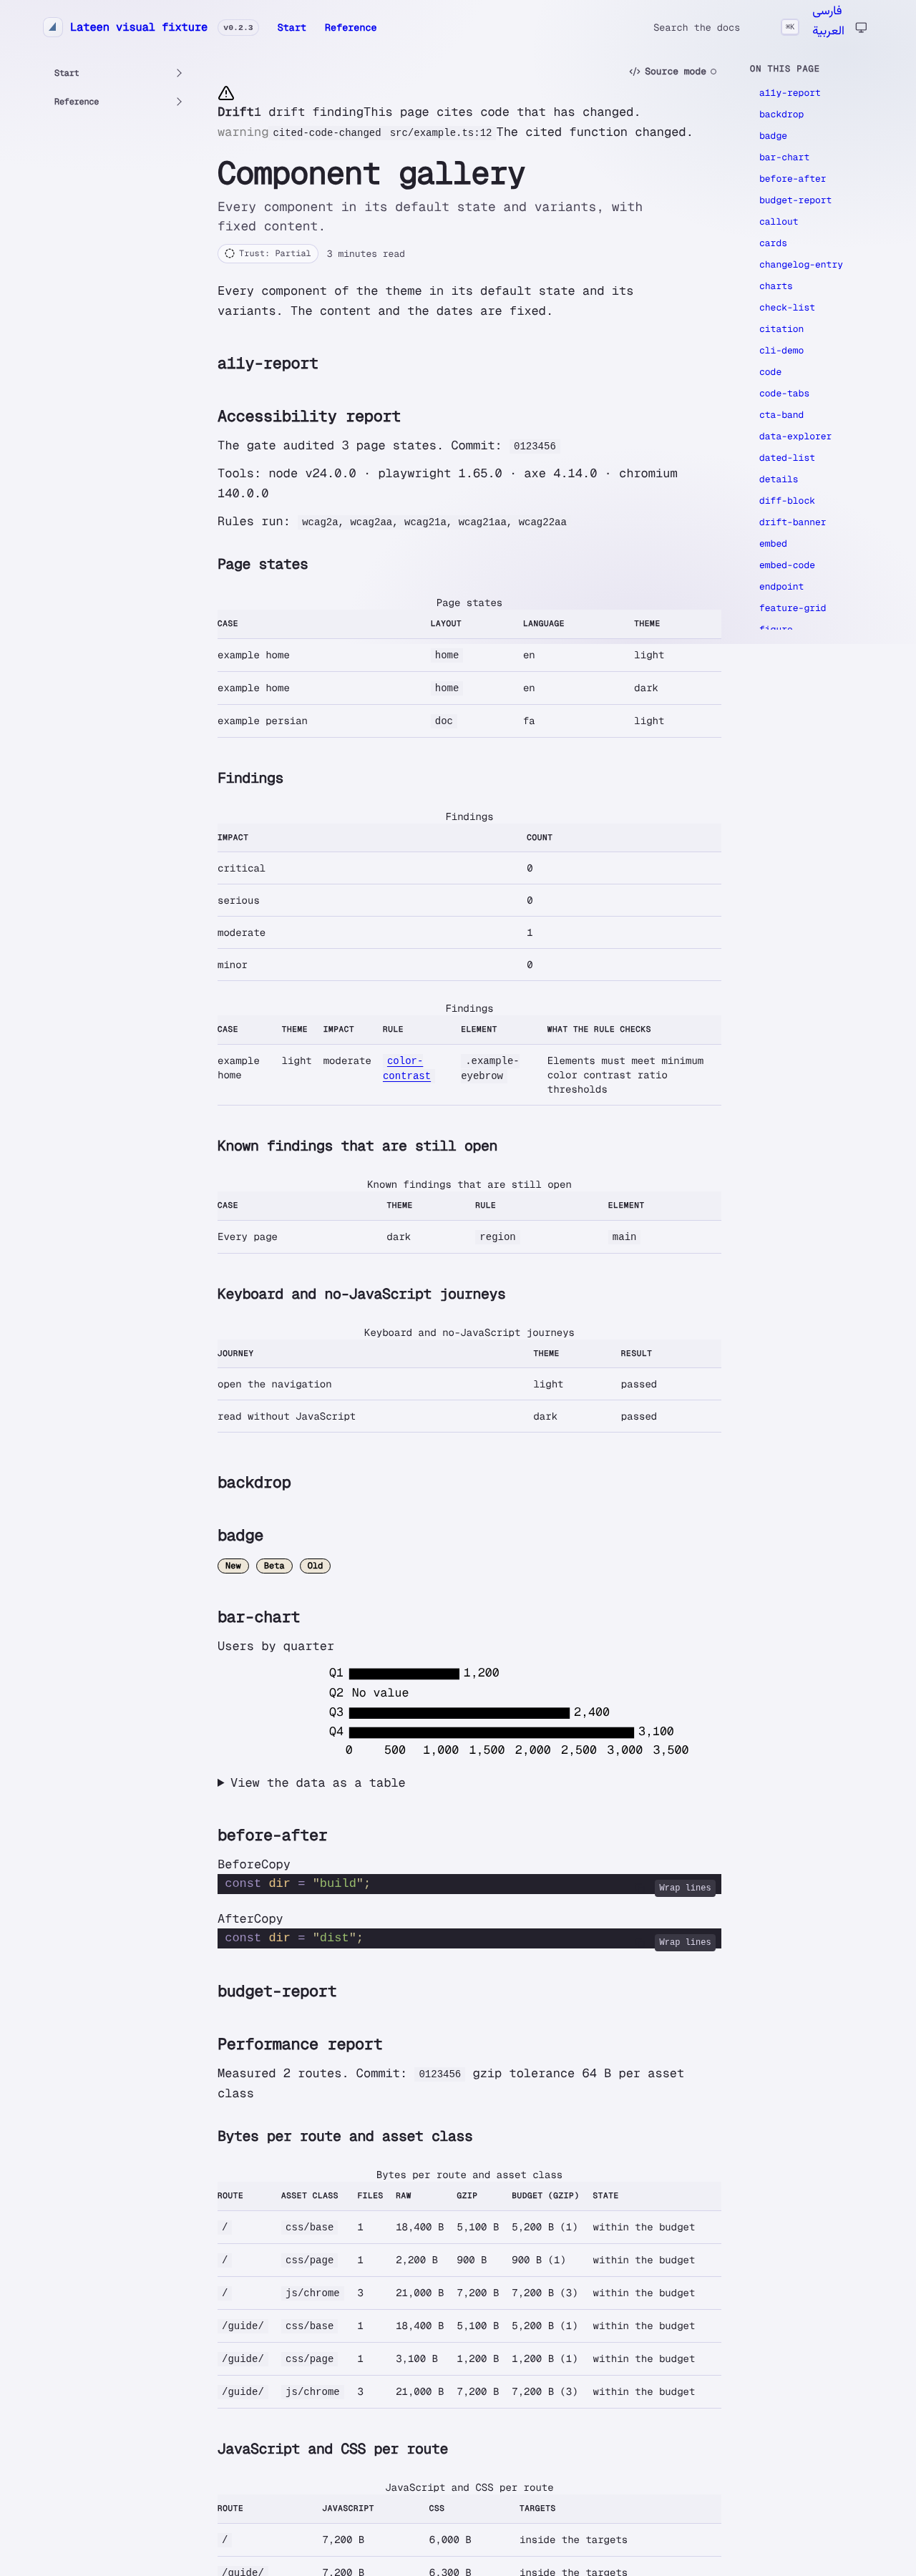 Lateen visual fixture v0.2.3 Start Reference Search the docs ⌘K
فارسی
العربية
Start
Reference
Source mode
Drift1 drift findingThis page cites code that has changed.
warning cited-code-changed src/example.ts:12 The cited function changed.
Component gallery
Every component in its default state and variants, with
fixed content.
Trust: Partial 3 minutes read
Every component of the theme in its default state and its
variants. The content and the dates are fixed.
a11y-report
Accessibility report
The gate audited 3 page states. Commit: 0123456
Tools: node v24.0.0 · playwright 1.65.0 · axe 4.14.0 · chromium
140.0.0
Rules run: wcag2a, wcag2aa, wcag21a, wcag21aa, wcag22aa
Page states
Page states
CASE LAYOUT LANGUAGE THEME
example home home en light
example home home en dark
example persian doc fa light
Findings
Findings
IMPACT COUNT
critical 0
serious 0
moderate 1
minor 0
Findings
CASE THEME IMPACT RULE ELEMENT WHAT THE RULE CHECKS
example light moderate color- .example- Elements must meet minimum
home contrast eyebrow color contrast ratio
thresholds
Known findings that are still open
Known findings that are still open
CASE THEME RULE ELEMENT
Every page dark region main
Keyboard and no-JavaScript journeys
Keyboard and no-JavaScript journeys
JOURNEY THEME RESULT
open the navigation light passed
read without JavaScript dark passed
backdrop
badge
New Beta Old
bar-chart
Users by quarter
Q1 1,200
Q2 No value
Q3 2,400
Q4 3,100
0 500 1,000 1,500 2,000 2,500 3,000 3,500
View the data as a table
before-after
BeforeCopy
const dir = "build";
Wrap lines
AfterCopy
const dir = "dist";
Wrap lines
budget-report
Performance report
Measured 2 routes. Commit: 0123456 gzip tolerance 64 B per asset
class
Bytes per route and asset class
Bytes per route and asset class
ROUTE ASSET CLASS FILES RAW GZIP BUDGET (GZIP) STATE
/ css/base 1 18,400 B 5,100 B 5,200 B (1) within the budget
/ css/page 1 2,200 B 900 B 900 B (1) within the budget
/ js/chrome 3 21,000 B 7,200 B 7,200 B (3) within the budget
/guide/ css/base 1 18,400 B 5,100 B 5,200 B (1) within the budget
/guide/ css/page 1 3,100 B 1,200 B 1,200 B (1) within the budget
/guide/ js/chrome 3 21,000 B 7,200 B 7,200 B (3) within the budget
JavaScript and CSS per route
JavaScript and CSS per route
ROUTE JAVASCRIPT CSS TARGETS
/ 7,200 B 6,000 B inside the targets
/guide/ 7,200 B 6,300 B inside the targets
ON THIS PAGE
a11y-report
backdrop
badge
bar-chart
before-after
budget-report
callout
cards
changelog-entry
charts
check-list
citation
cli-demo
code
code-tabs
cta-band
data-explorer
dated-list
details
diff-block
drift-banner
embed
embed-code
endpoint
feature-grid
figure